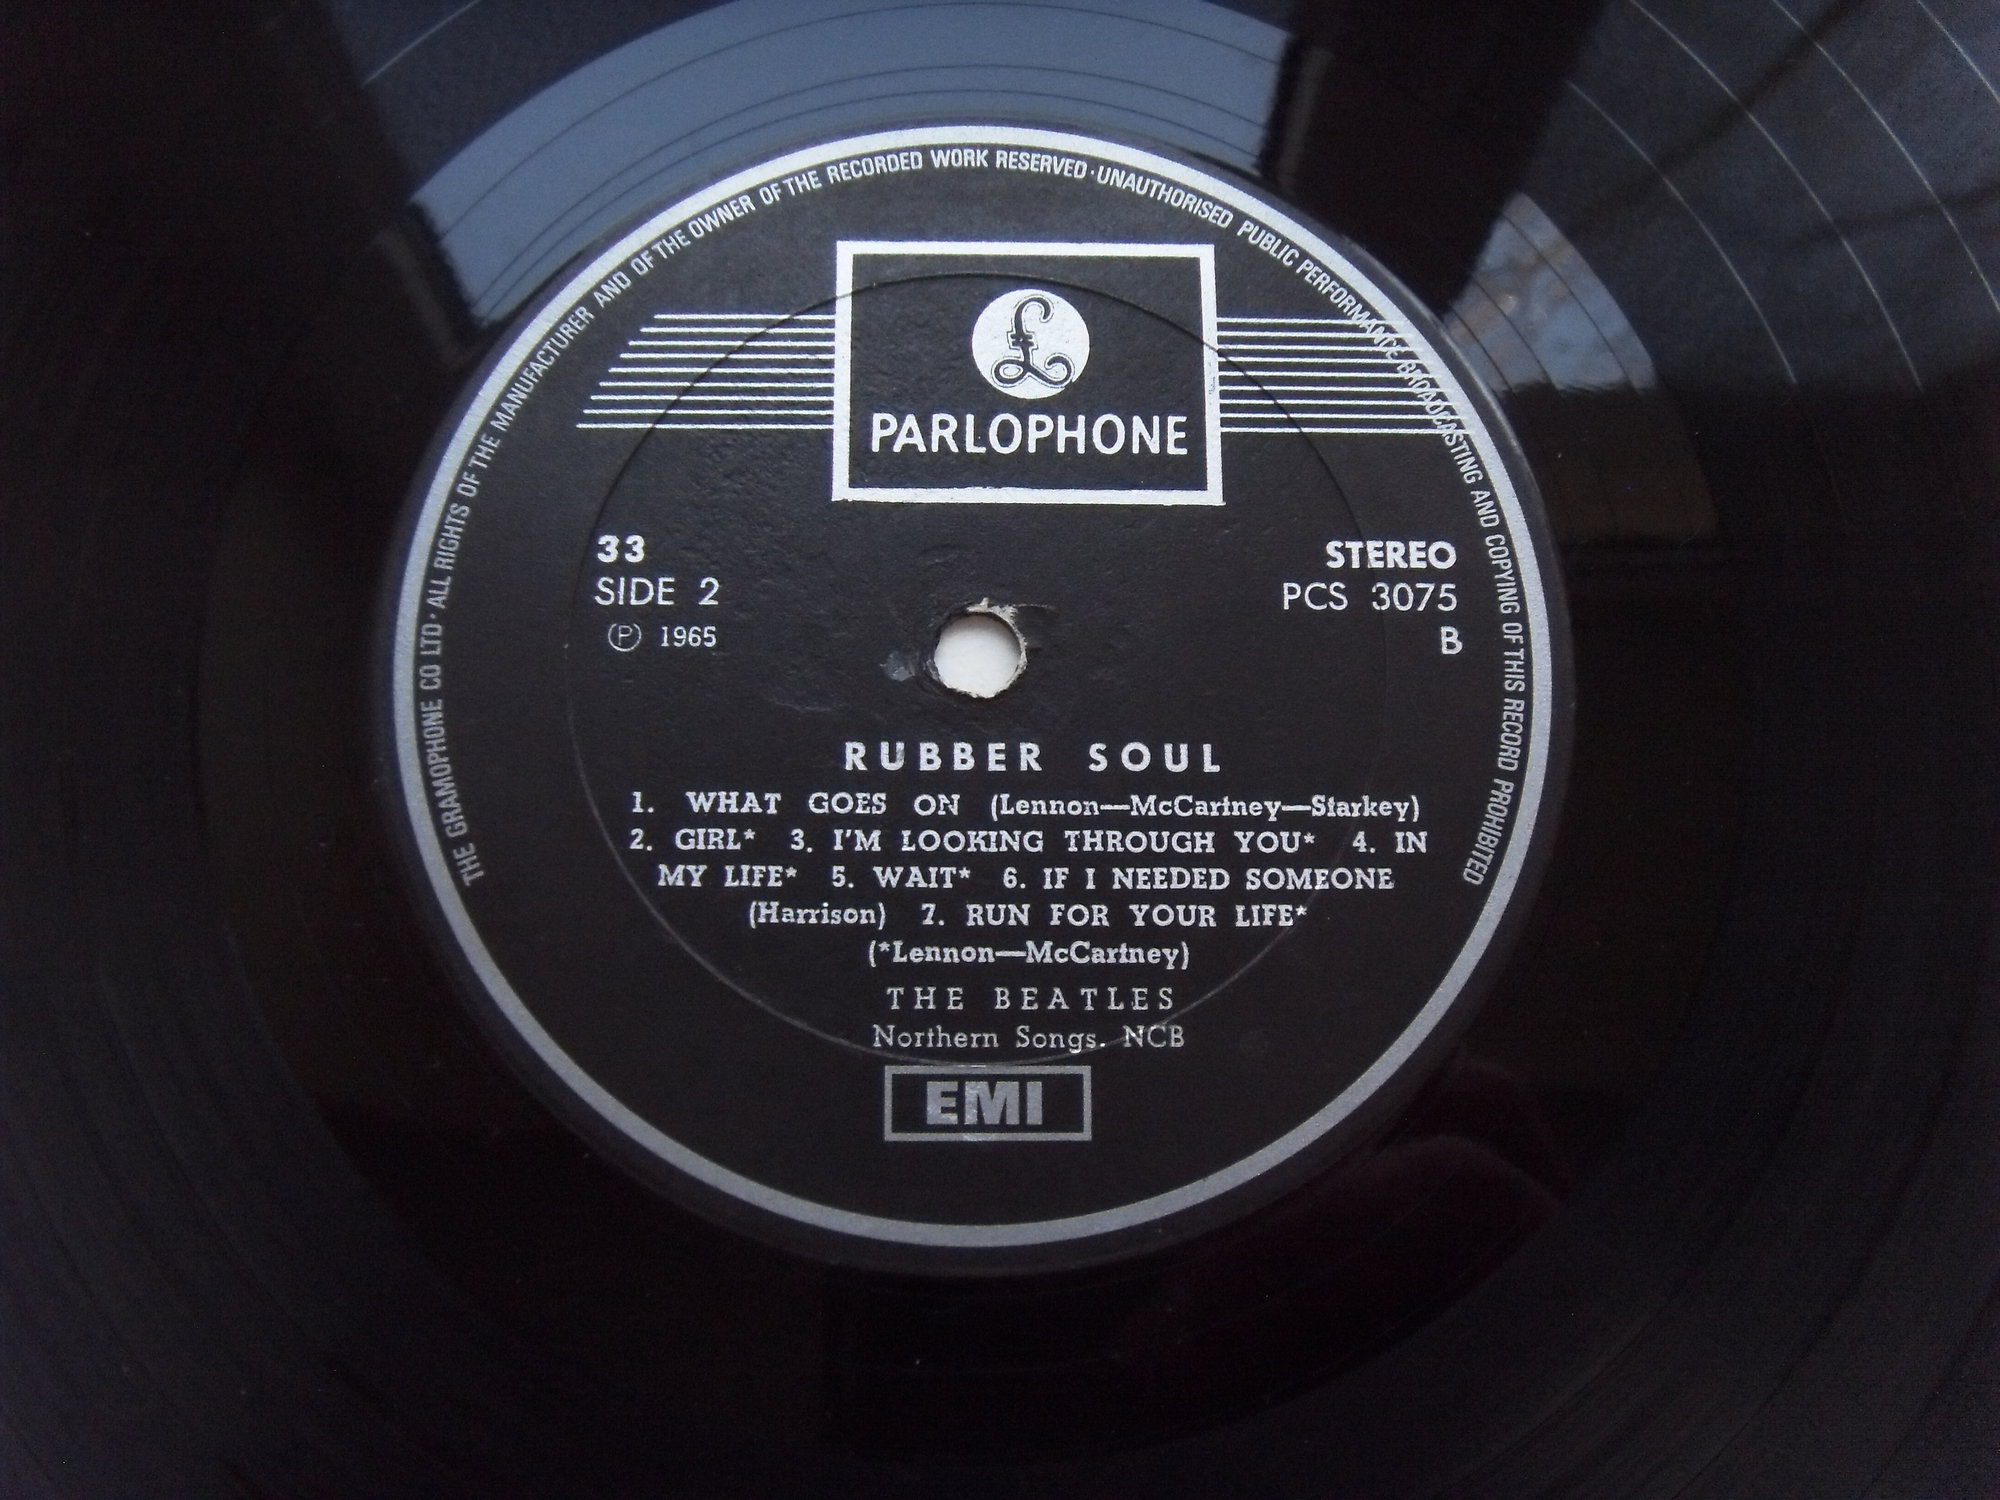 THE GRAMOPHONE CO LTD · ALL RIGHTS OF THE MANUFACTURER AND OF THE OWNER OF THE RECORDED WORK RESERVED · UNAUTHORISED PUBLIC PERFORMANCE BROADCASTING AND COPYING OF THIS RECORD PROHIBITED
£
PARLOPHONE
33
SIDE 2
Ⓟ 1965
STEREO
PCS 3075
B
RUBBER SOUL
1. WHAT GOES ON (Lennon—McCartney—Starkey)
2. GIRL* 3. I'M LOOKING THROUGH YOU* 4. IN
MY LIFE* 5. WAIT* 6. IF I NEEDED SOMEONE
(Harrison) 7. RUN FOR YOUR LIFE*
(*Lennon—McCartney)
THE BEATLES
Northern Songs. NCB
EMI